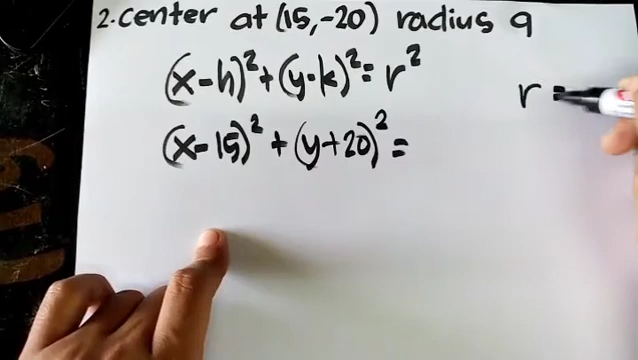 2. center at (15,-20) radius 9
(x-h)²+(y-k)²=r²
r =
(x-15)²+(y+20)²=